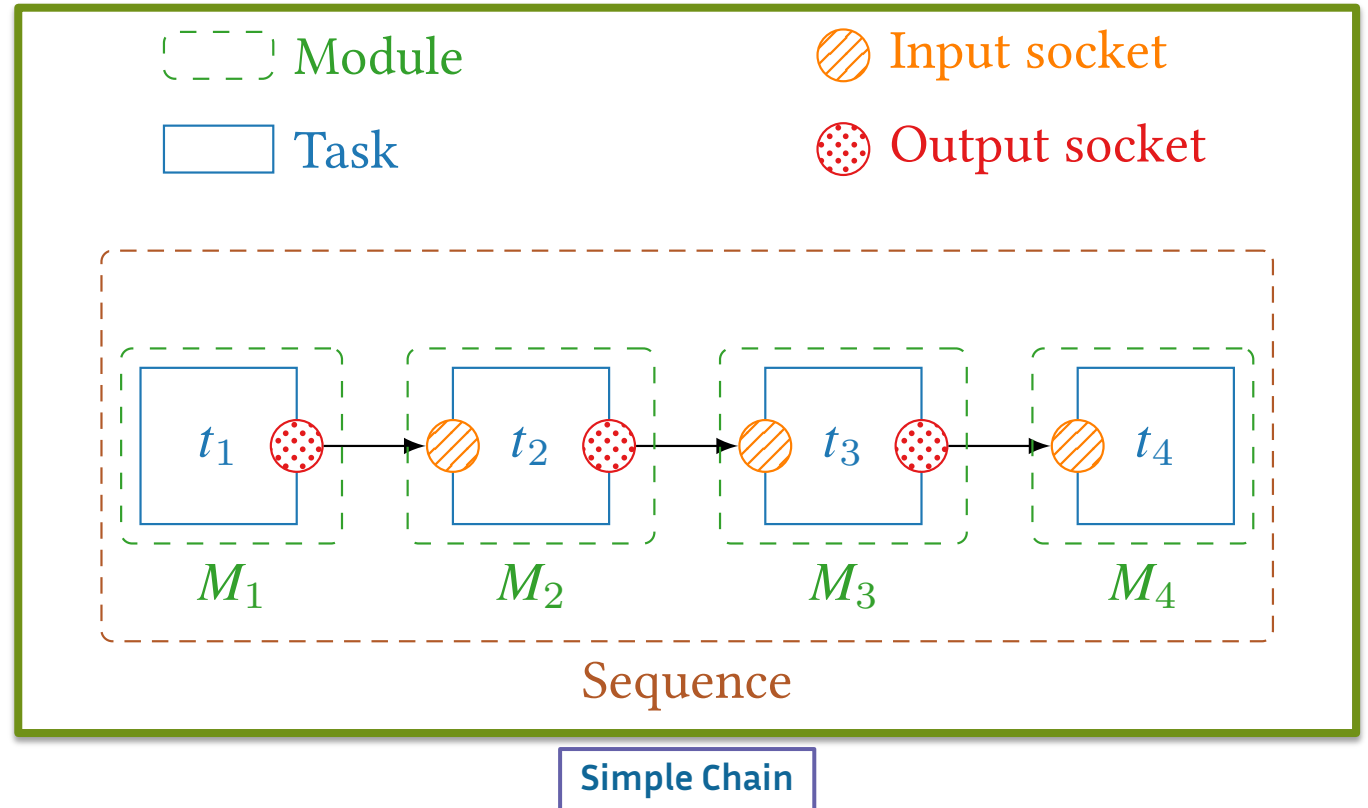 Module
Input socket
Task
Output socket
t₁
t₂
t₃
t₄
M₁
M₂
M₃
M₄
Sequence
Simple Chain